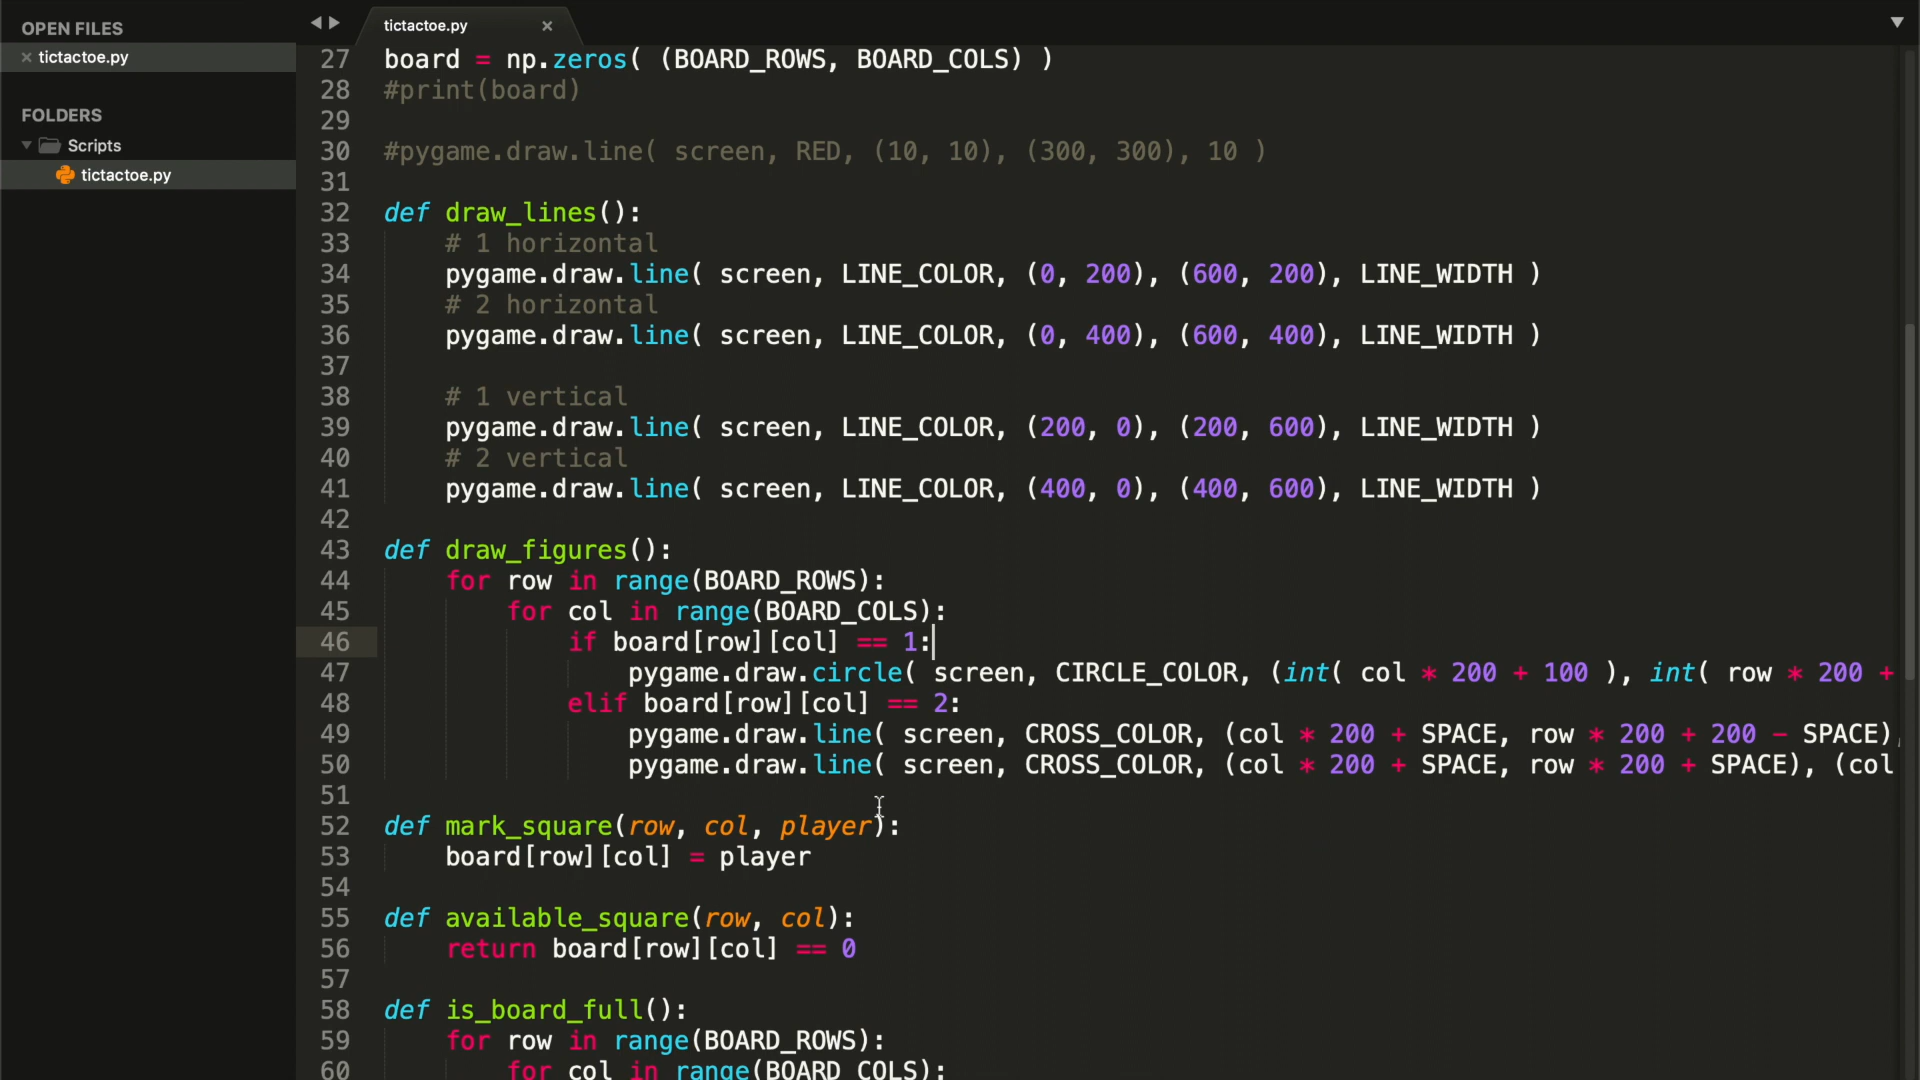 OPEN FILES
tictactoe.py
FOLDERS
Scripts
tictactoe.py
tictactoe.py
27 board = np.zeros( (BOARD_ROWS, BOARD_COLS) )
28 #print(board)
29
30 #pygame.draw.line( screen, RED, (10, 10), (300, 300), 10 )
31
32 def draw_lines():
33     # 1 horizontal
34     pygame.draw.line( screen, LINE_COLOR, (0, 200), (600, 200), LINE_WIDTH )
35     # 2 horizontal
36     pygame.draw.line( screen, LINE_COLOR, (0, 400), (600, 400), LINE_WIDTH )
37
38     # 1 vertical
39     pygame.draw.line( screen, LINE_COLOR, (200, 0), (200, 600), LINE_WIDTH )
40     # 2 vertical
41     pygame.draw.line( screen, LINE_COLOR, (400, 0), (400, 600), LINE_WIDTH )
42
43 def draw_figures():
44     for row in range(BOARD_ROWS):
45         for col in range(BOARD_COLS):
46             if board[row][col] == 1:
47                 pygame.draw.circle( screen, CIRCLE_COLOR, (int( col * 200 + 100 ), int( row * 200 +
48             elif board[row][col] == 2:
49                 pygame.draw.line( screen, CROSS_COLOR, (col * 200 + SPACE, row * 200 + 200 - SPACE),
50                 pygame.draw.line( screen, CROSS_COLOR, (col * 200 + SPACE, row * 200 + SPACE), (col
51
52 def mark_square(row, col, player):
53     board[row][col] = player
54
55 def available_square(row, col):
56     return board[row][col] == 0
57
58 def is_board_full():
59     for row in range(BOARD_ROWS):
60         for col in range(BOARD_COLS):